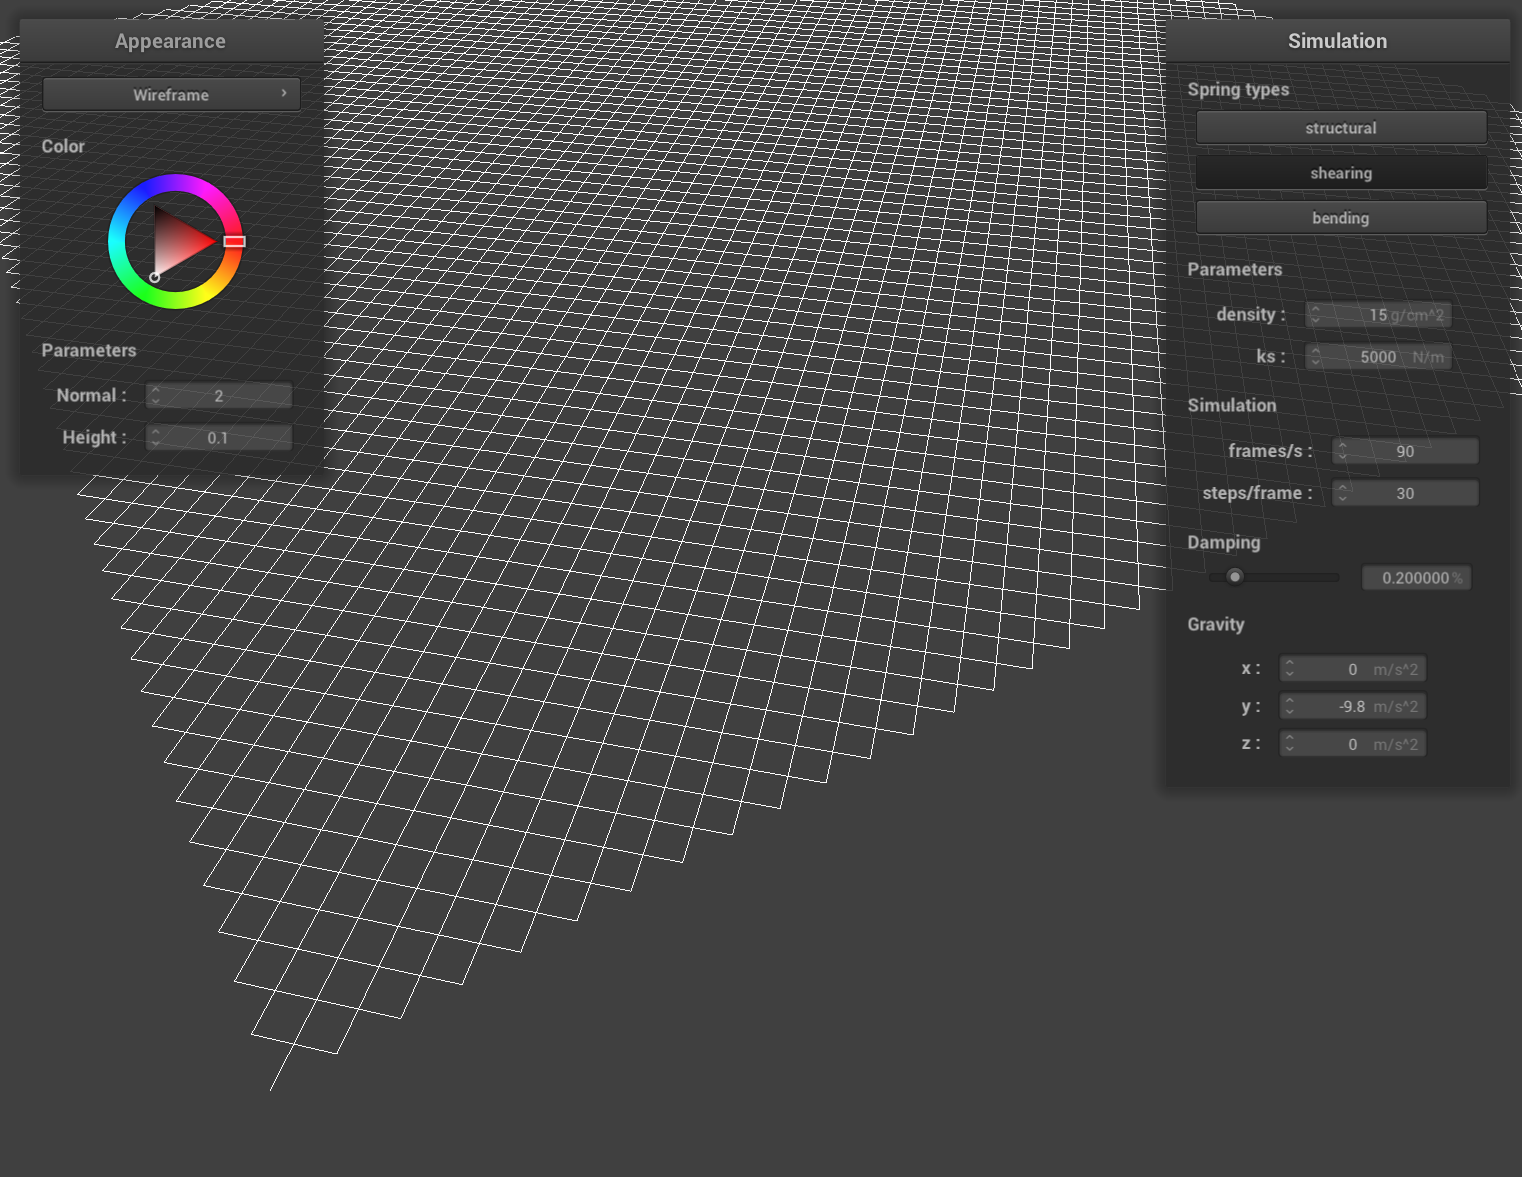 Appearance
Wireframe ›
Color
Parameters
Normal : 2
Height : 0.1
Simulation
Spring types
structural
shearing
bending
Parameters
density : 15 g/cm^2
ks : 5000 N/m
Simulation
frames/s : 90
steps/frame : 30
Damping
0.200000 %
Gravity
x : 0 m/s^2
y : -9.8 m/s^2
z : 0 m/s^2